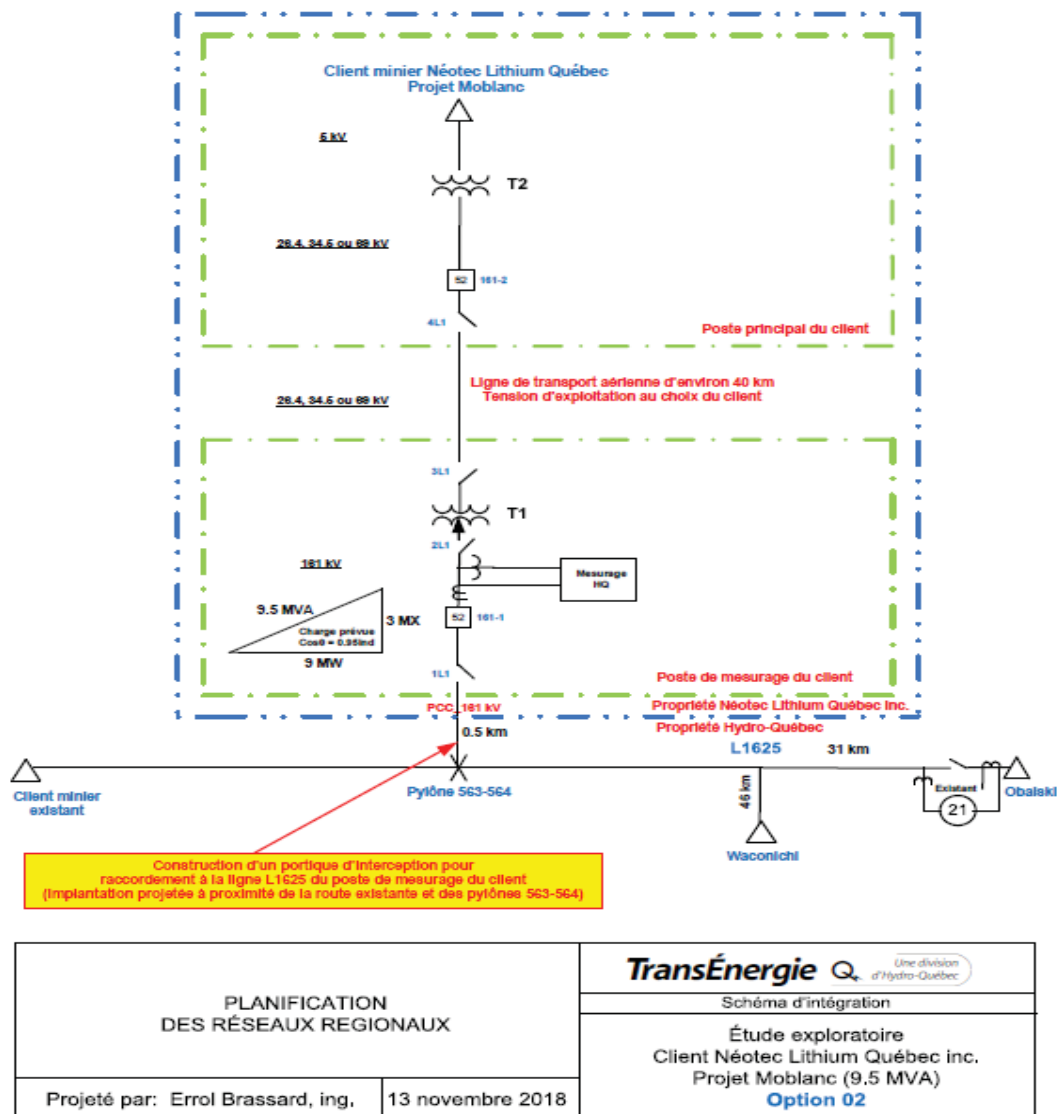 Client minier Néotec Lithium Québec
Projet Moblanc
5 kV
T2
26.4, 34.5 ou 69 kV
52 161-2
4L1
Poste principal du client
Ligne de transport aérienne d'environ 40 km
Tension d'exploitation au choix du client
26.4, 34.5 ou 69 kV
3L1
T1
2L1
161 kV
Mesurage
HQ
9.5 MVA
3 MX
Charge prévue
Cosθ = 0.95ind
9 MW
52 161-1
1L1
Poste de mesurage du client
PCC_161 kV
Propriété Néotec Lithium Québec Inc.
Propriété Hydro-Québec
0.5 km
L1625
31 km
Client minier
existant
Pylône 563-564
46 km
Waconichi
Existant
21
Obalski
Construction d'un portique d'interception pour
raccordement à la ligne L1625 du poste de mesurage du client
(implantation projetée à proximité de la route existante et des pylônes 563-564)
PLANIFICATION
DES RÉSEAUX REGIONAUX
TransÉnergie
Une division
d'Hydro-Québec
Schéma d'intégration
Étude exploratoire
Client Néotec Lithium Québec inc.
Projet Moblanc (9.5 MVA)
Option 02
Projeté par: Errol Brassard, ing.
13 novembre 2018